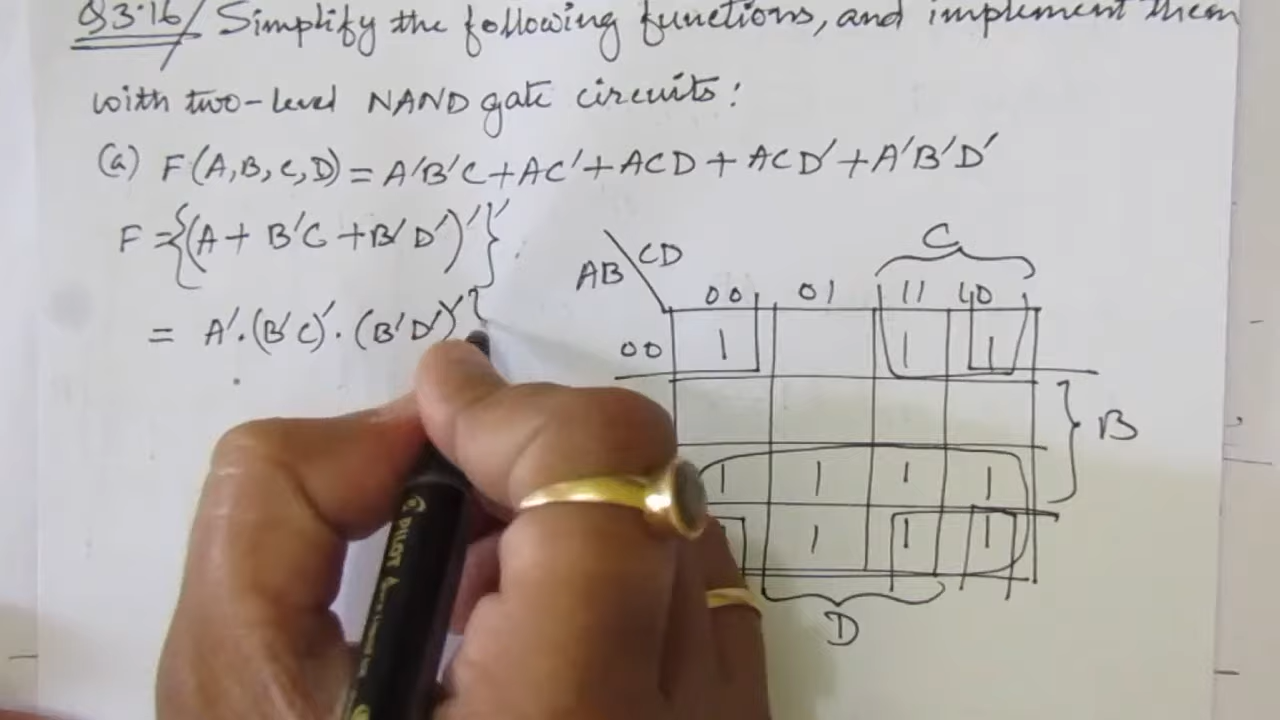 Q3.16/ Simplify the following functions, and implement them
with two-level NAND gate circuits:
(a) F(A,B,C,D) = A'B'C + AC' + ACD + ACD' + A'B'D'
F = {(A + B'C + B'D')'}'
= A'.(B'C)'.(B'D')'}
C
CD
AB
00 01 11 10
00 1 1 1
B
1 1 1 1
1 1 1
D
PILOT